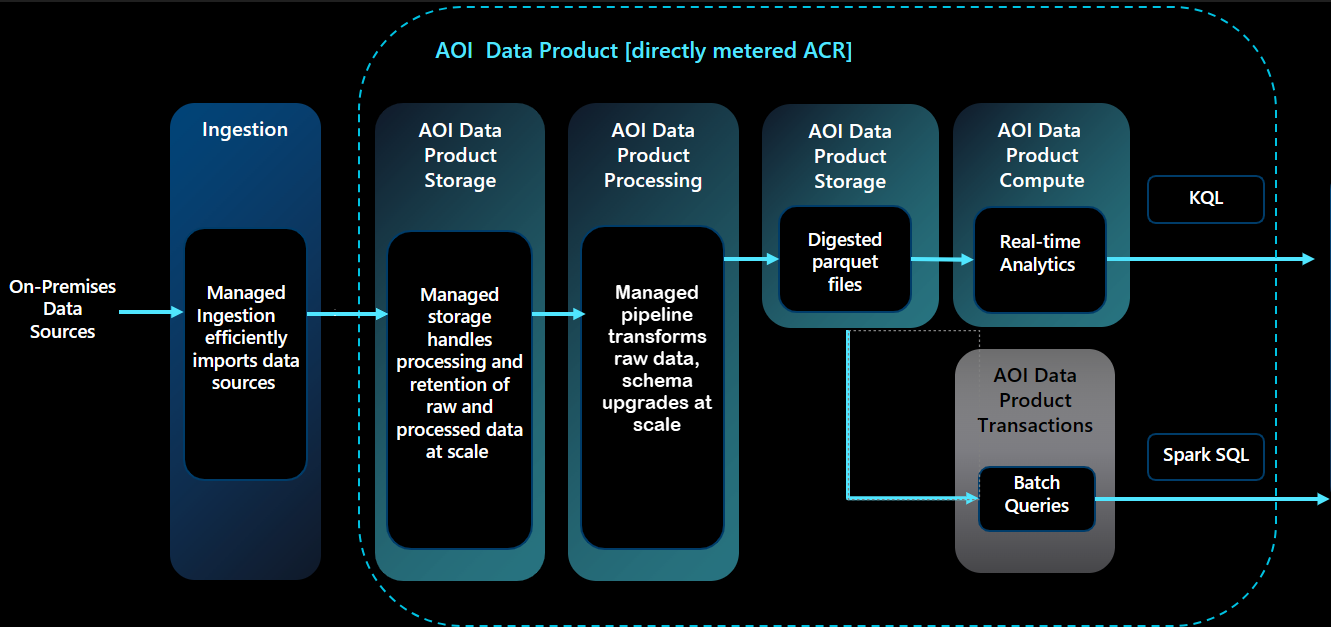 AOI  Data Product [directly metered ACR]
On-Premises
Data
Sources
Ingestion
Managed
Ingestion
efficiently
imports data
sources
AOI Data
Product
Storage
Managed
storage
handles
processing and
retention of
raw and
processed data
at scale
AOI Data
Product
Processing
Managed
pipeline
transforms
raw data,
schema
upgrades at
scale
AOI Data
Product
Storage
Digested
parquet
files
AOI Data
Product
Compute
Real-time
Analytics
KQL
AOI Data
Product
Transactions
Batch
Queries
Spark SQL